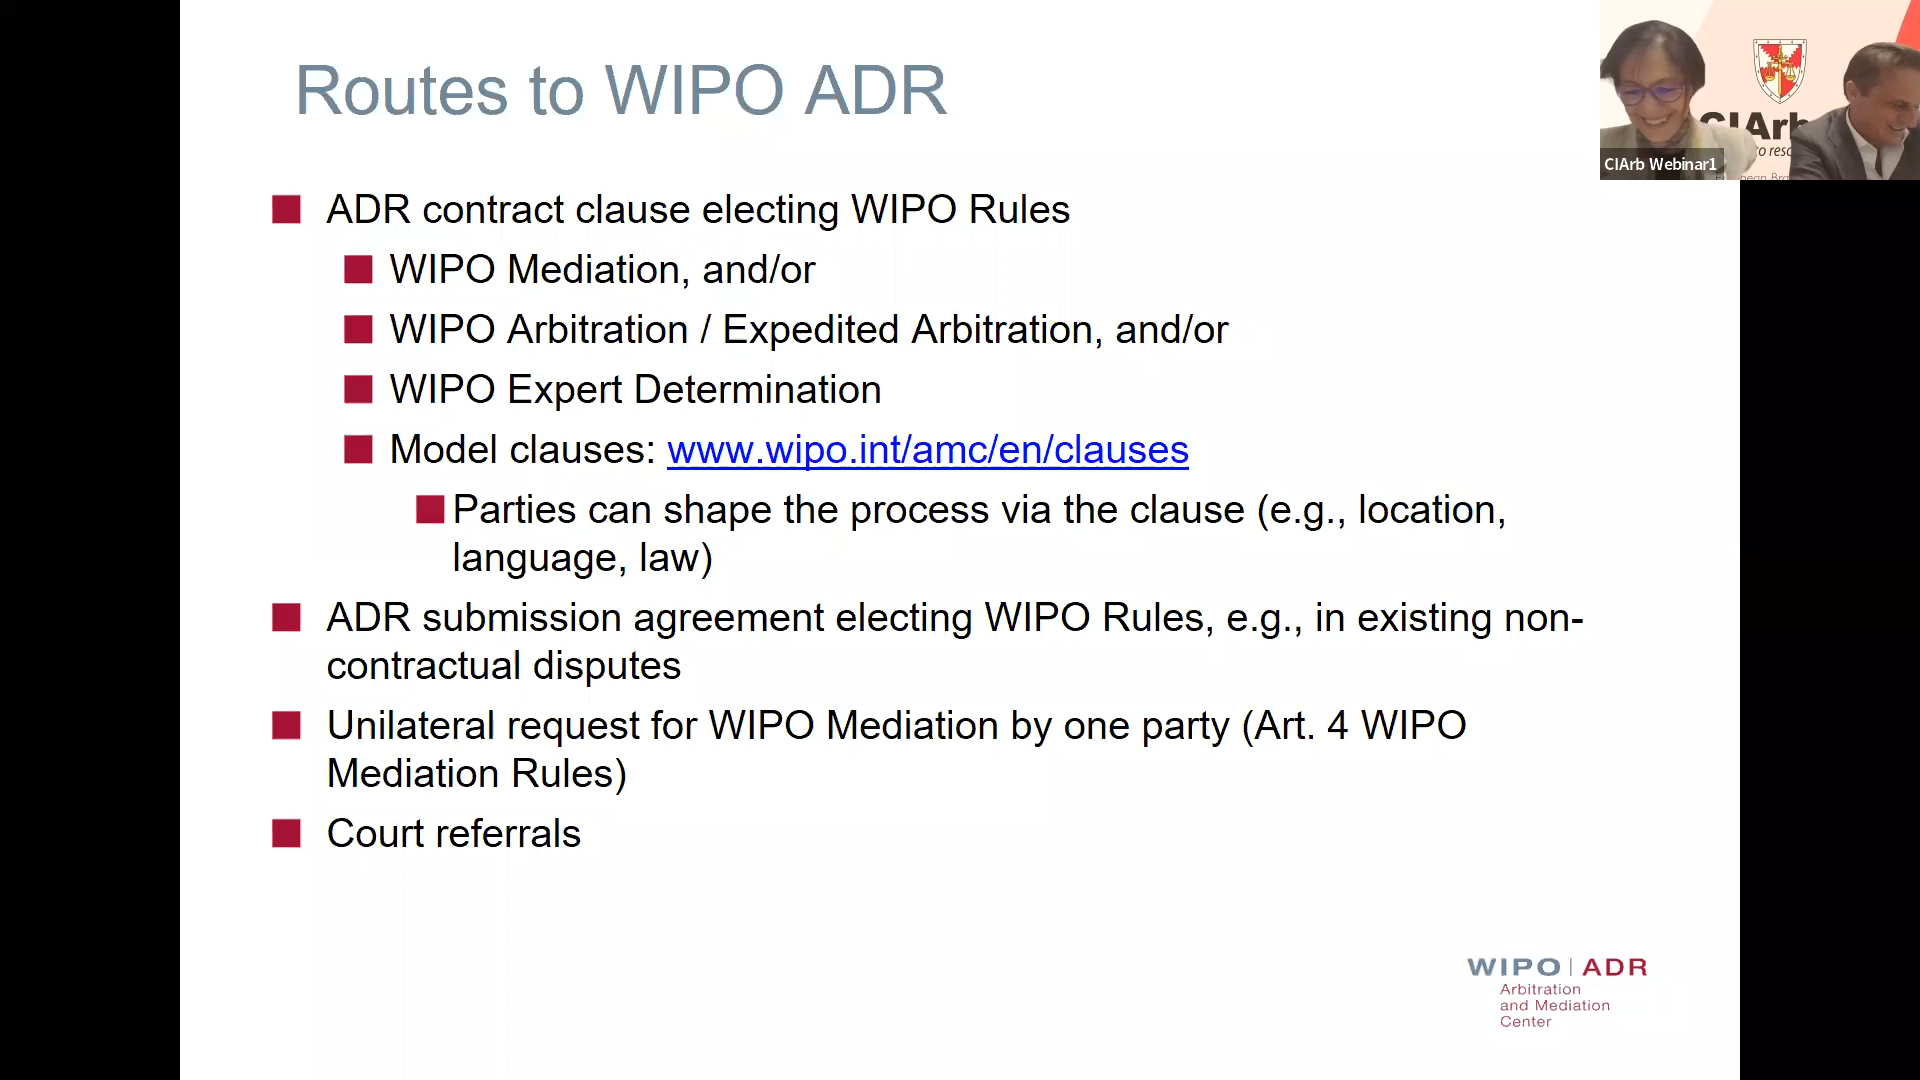 Routes to WIPO ADR
ADR contract clause electing WIPO Rules
WIPO Mediation, and/or
WIPO Arbitration / Expedited Arbitration, and/or
WIPO Expert Determination
Model clauses: www.wipo.int/amc/en/clauses
Parties can shape the process via the clause (e.g., location,
language, law)
ADR submission agreement electing WIPO Rules, e.g., in existing non-
contractual disputes
Unilateral request for WIPO Mediation by one party (Art. 4 WIPO
Mediation Rules)
Court referrals
WIPO | ADR
Arbitration
and Mediation
Center
CIArb
CIArb Webinar1